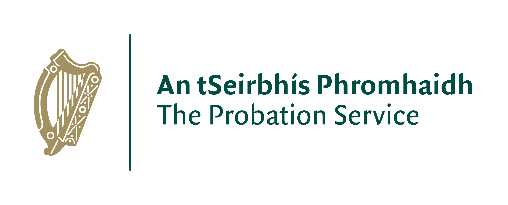 An tSeirbhís Phromhaidh
The Probation Service